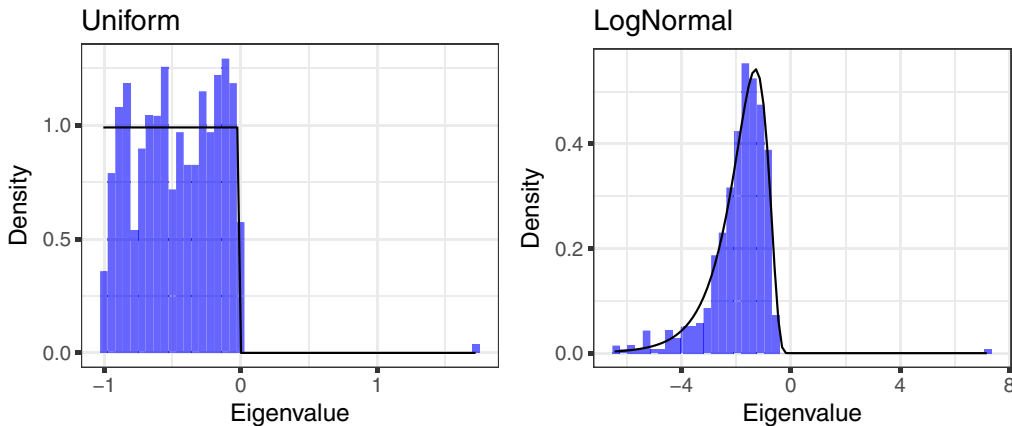 Uniform
Density
1.0
0.5
0.0
−1
0
1
Eigenvalue
LogNormal
Density
0.4
0.2
0.0
−4
0
4
8
Eigenvalue